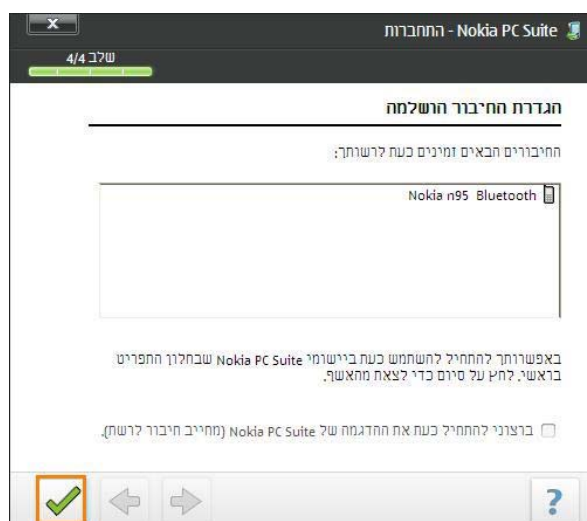 Nokia PC Suite - התחברות
שלב 4/4
הגדרת החיבור הושלמה
החיבורים הבאים זמינים כעת לרשותך:
Nokia n95 Bluetooth
באפשרותך להתחיל להשתמש כעת ביישומי Nokia PC Suite שבחלון התפריט
בראשי. לחץ על סיום כדי לצאת מהאשף.
ברצוני להתחיל כעת את ההדגמה של Nokia PC Suite (מחייב חיבור לרשת).